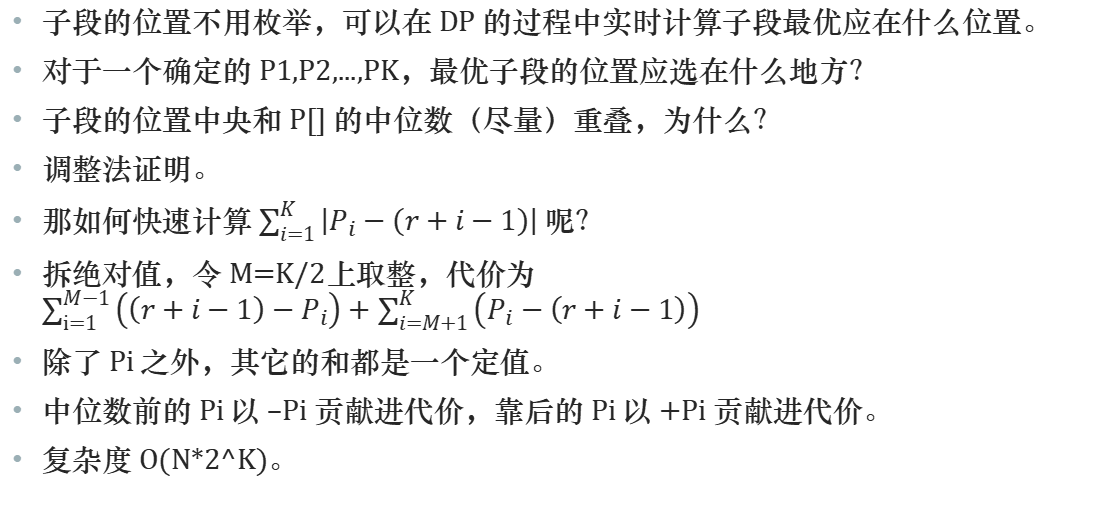 • 子段的位置不用枚举，可以在 DP 的过程中实时计算子段最优应在什么位置。
• 对于一个确定的 P1,P2,...,PK，最优子段的位置应选在什么地方？
• 子段的位置中央和 P[] 的中位数（尽量）重叠，为什么？
• 调整法证明。
• 那如何快速计算 ∑_{i=1}^{K} |P_i − (r + i − 1)| 呢？
• 拆绝对值，令 M=K/2上取整，代价为
∑_{i=1}^{M−1} ((r + i − 1) − P_i) + ∑_{i=M+1}^{K} (P_i − (r + i − 1))
• 除了 Pi 之外，其它的和都是一个定值。
• 中位数前的 Pi 以 –Pi 贡献进代价，靠后的 Pi 以 +Pi 贡献进代价。
• 复杂度 O(N*2^K)。